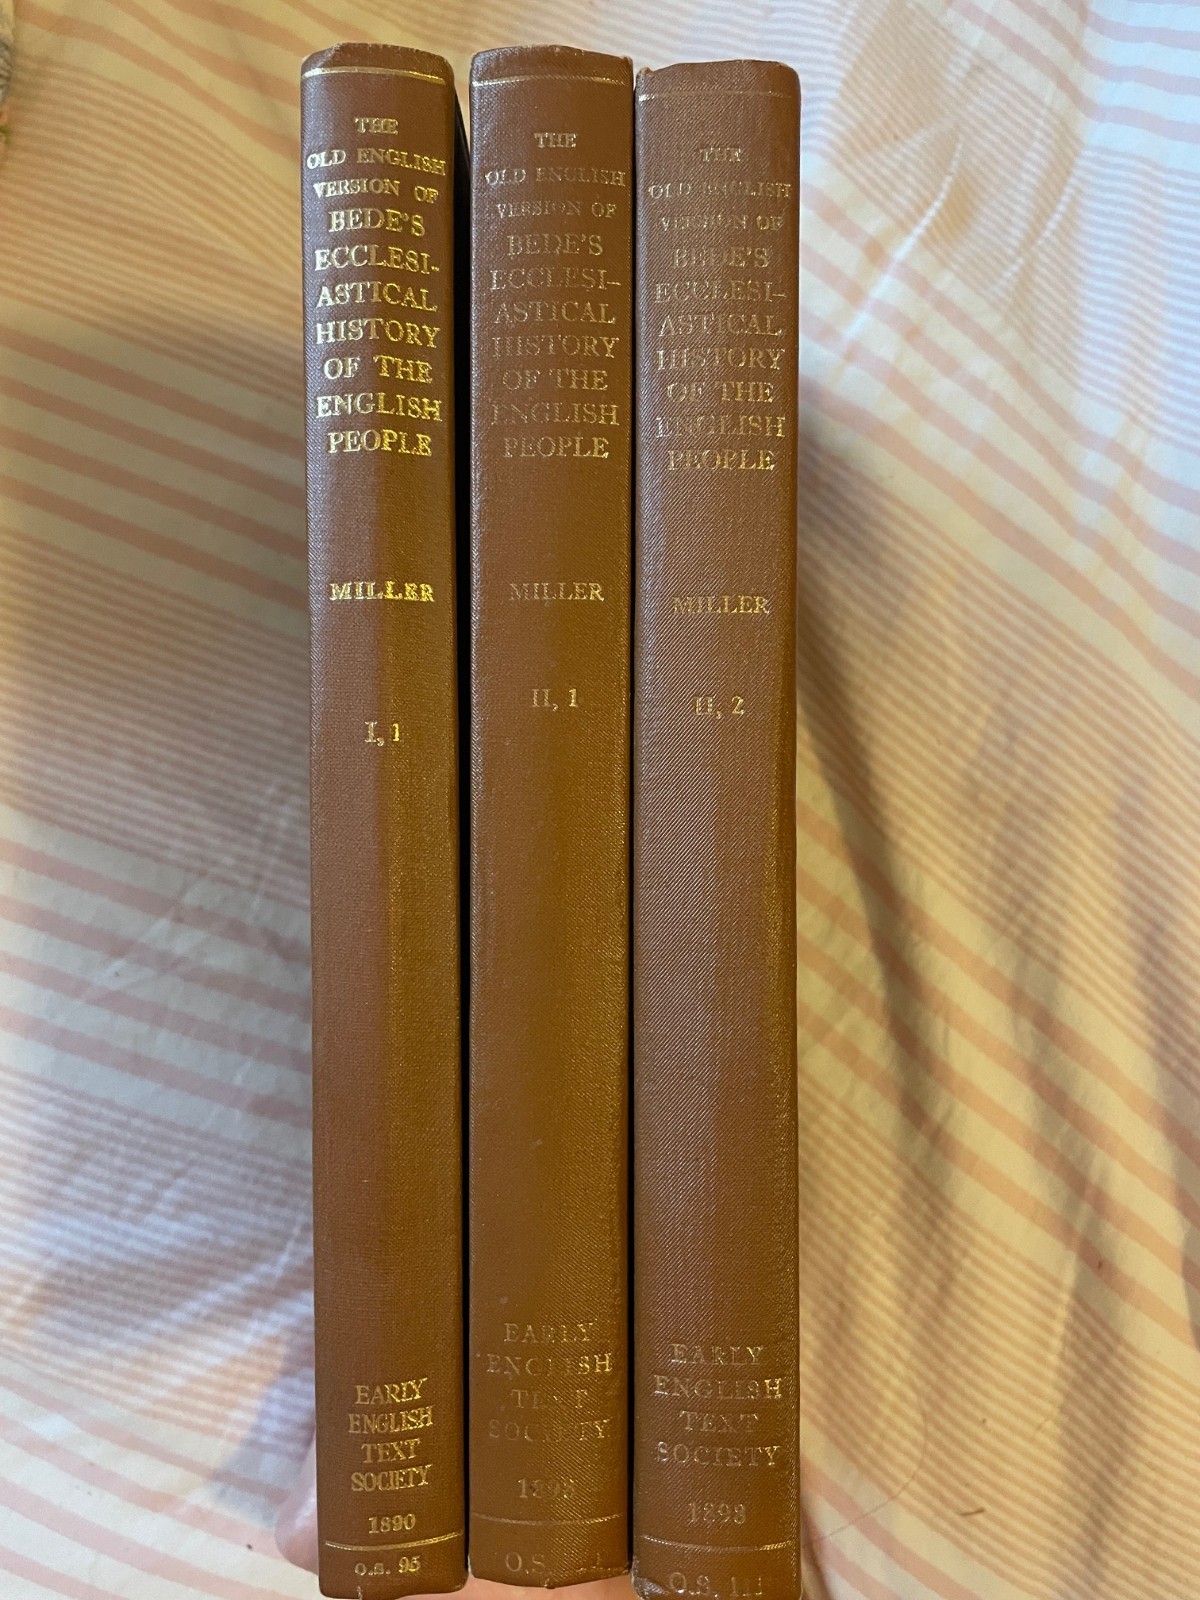 THE
OLD ENGLISH
VERSION OF
BEDE'S
ECCLESI-
ASTICAL
HISTORY
OF THE
ENGLISH
PEOPLE
MILLER
I, 1
EARLY
ENGLISH
TEXT
SOCIETY
1890
O.S. 95
THE
OLD ENGLISH
VERSION OF
BEDE'S
ECCLESI-
ASTICAL
HISTORY
OF THE
ENGLISH
PEOPLE
MILLER
II, 1
EARLY
ENGLISH
TEXT
SOCIETY
1898
O.S.
THE
OLD ENGLISH
VERSION OF
BEDE'S
ECCLESI-
ASTICAL
HISTORY
OF THE
ENGLISH
PEOPLE
MILLER
II, 2
EARLY
ENGLISH
TEXT
SOCIETY
1898
O.S. 111